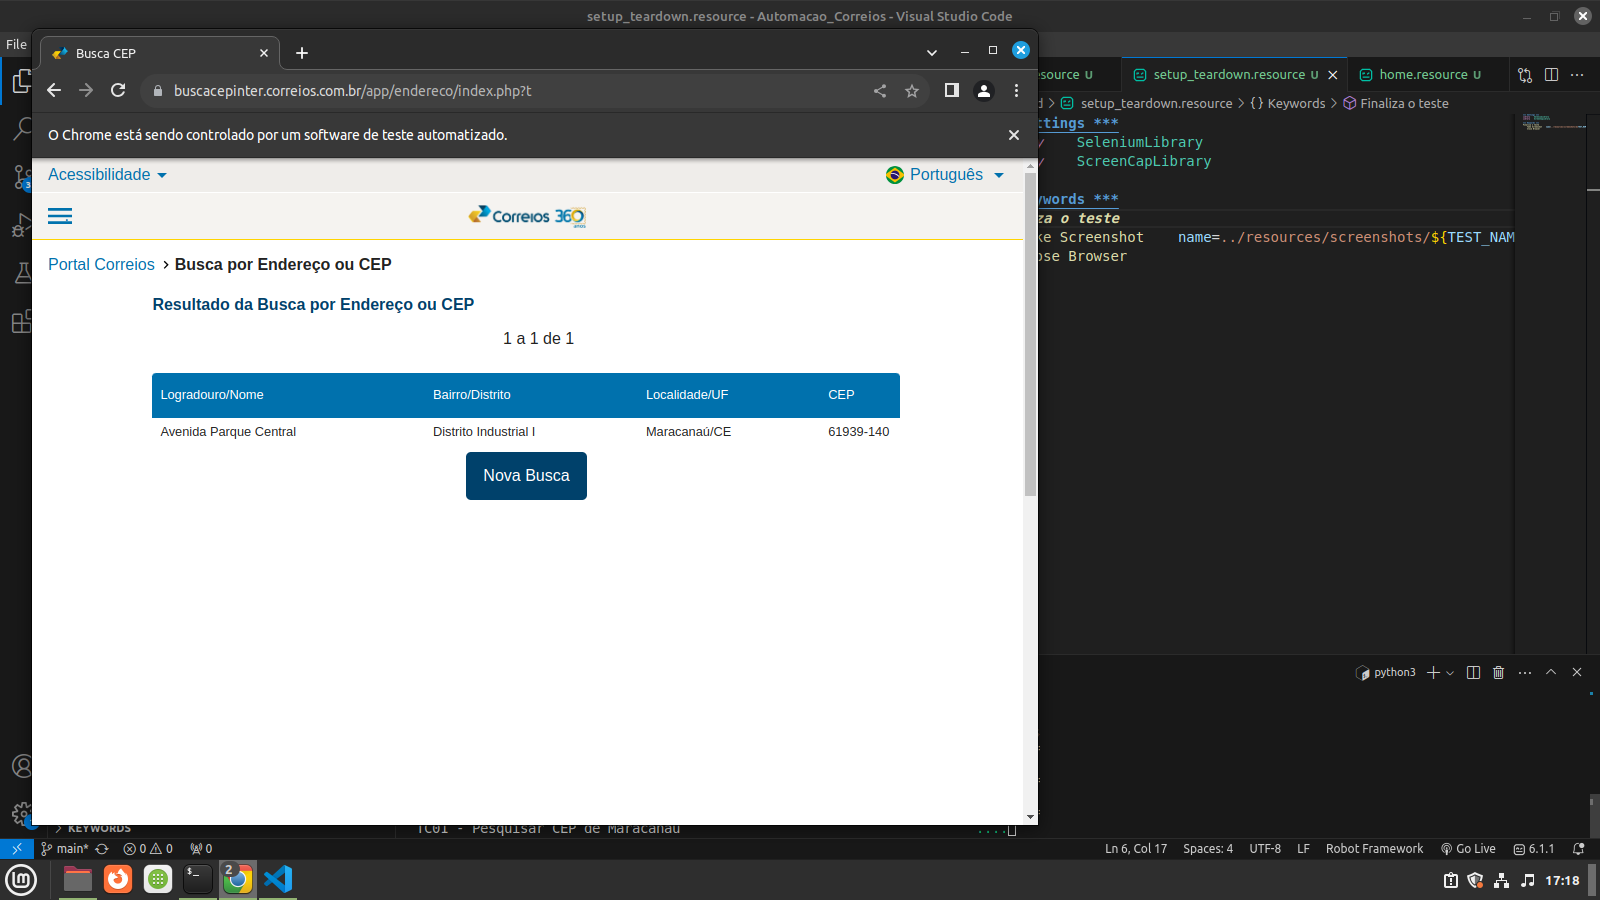 setup_teardown.resource - Automacao_Correios - Visual Studio Code
File
Busca CEP
buscacepinter.correios.com.br/app/endereco/index.php?t
O Chrome está sendo controlado por um software de teste automatizado.
Acessibilidade
Português
Correios 360
anos
Portal Correios > Busca por Endereço ou CEP
Resultado da Busca por Endereço ou CEP
1 a 1 de 1
Logradouro/Nome Bairro/Distrito Localidade/UF CEP
Avenida Parque Central Distrito Industrial I Maracanaú/CE 61939-140
Nova Busca
esource U setup_teardown.resource U home.resource U
d > setup_teardown.resource > {} Keywords > Finaliza o teste
ttings ***
y SeleniumLibrary
y ScreenCapLibrary
ywords ***
za o teste
ke Screenshot name=../resources/screenshots/${TEST_NAM
ose Browser
3
python3
KEYWORDS
TC01 - Pesquisar CEP de Maracanau ....
main* 0 0 0
Ln 6, Col 17 Spaces: 4 UTF-8 LF Robot Framework Go Live 6.1.1
2
17:18